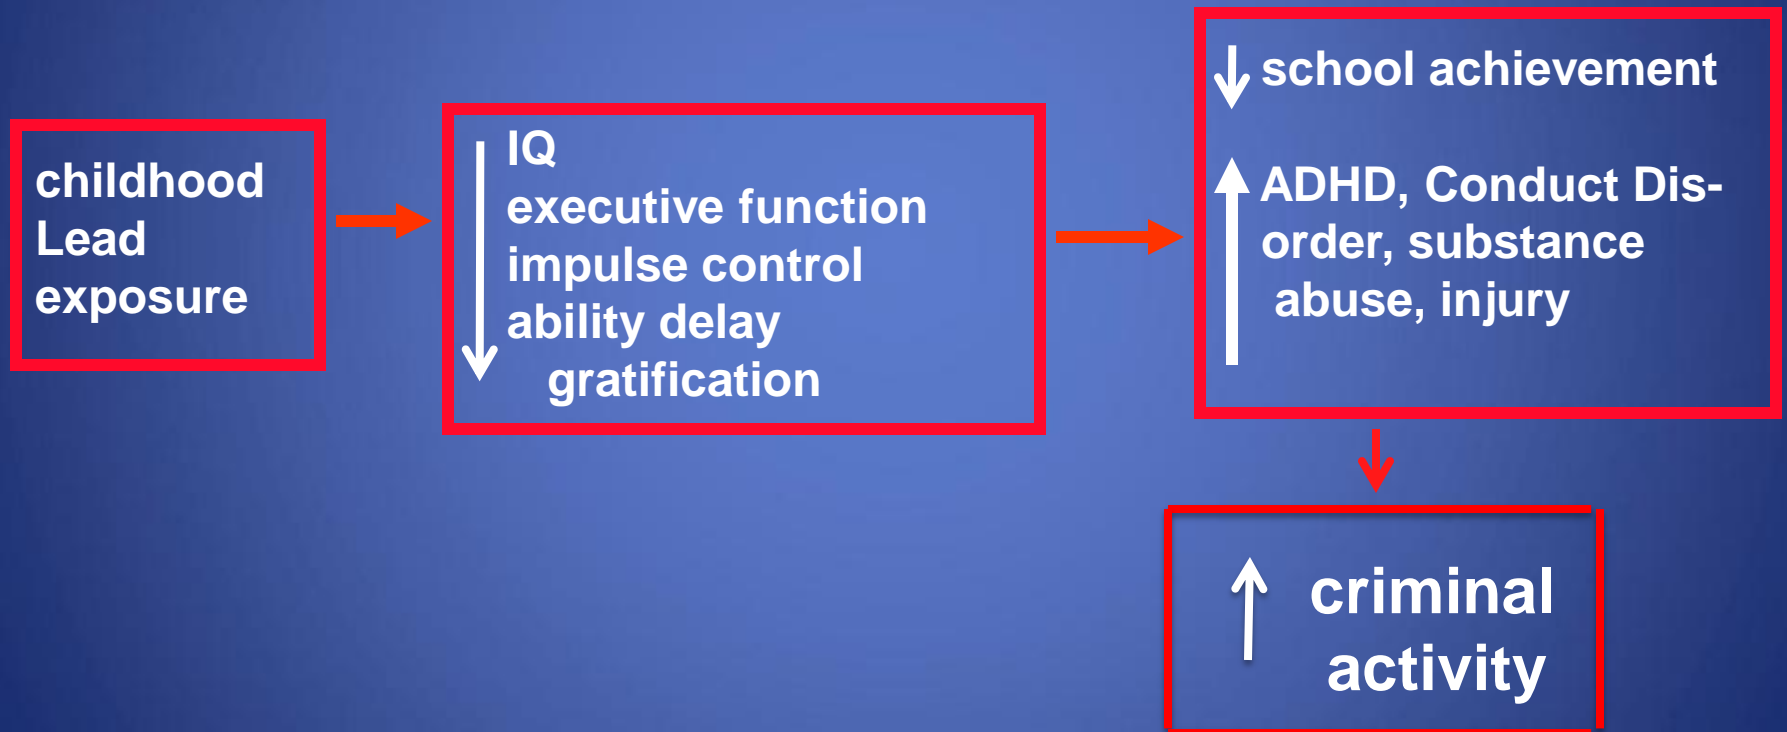 childhood
Lead
exposure
IQ
executive function
impulse control
ability delay
gratification
school achievement
ADHD, Conduct Dis-
order, substance
abuse, injury
criminal
activity